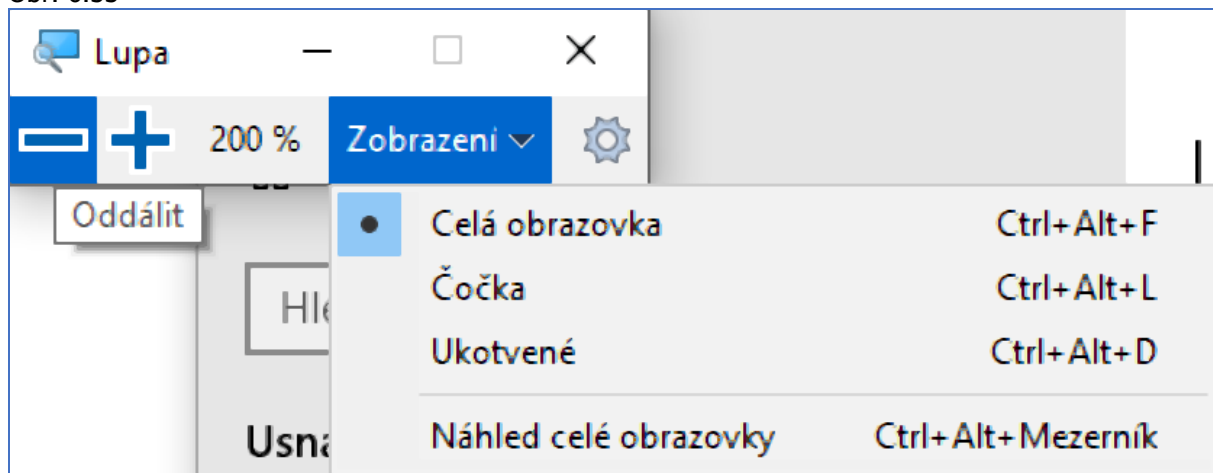 Lupa
200 % Zobrazení
Oddálit
Celá obrazovka Ctrl+Alt+F
Čočka Ctrl+Alt+L
Ukotvené Ctrl+Alt+D
Náhled celé obrazovky Ctrl+Alt+Mezerník